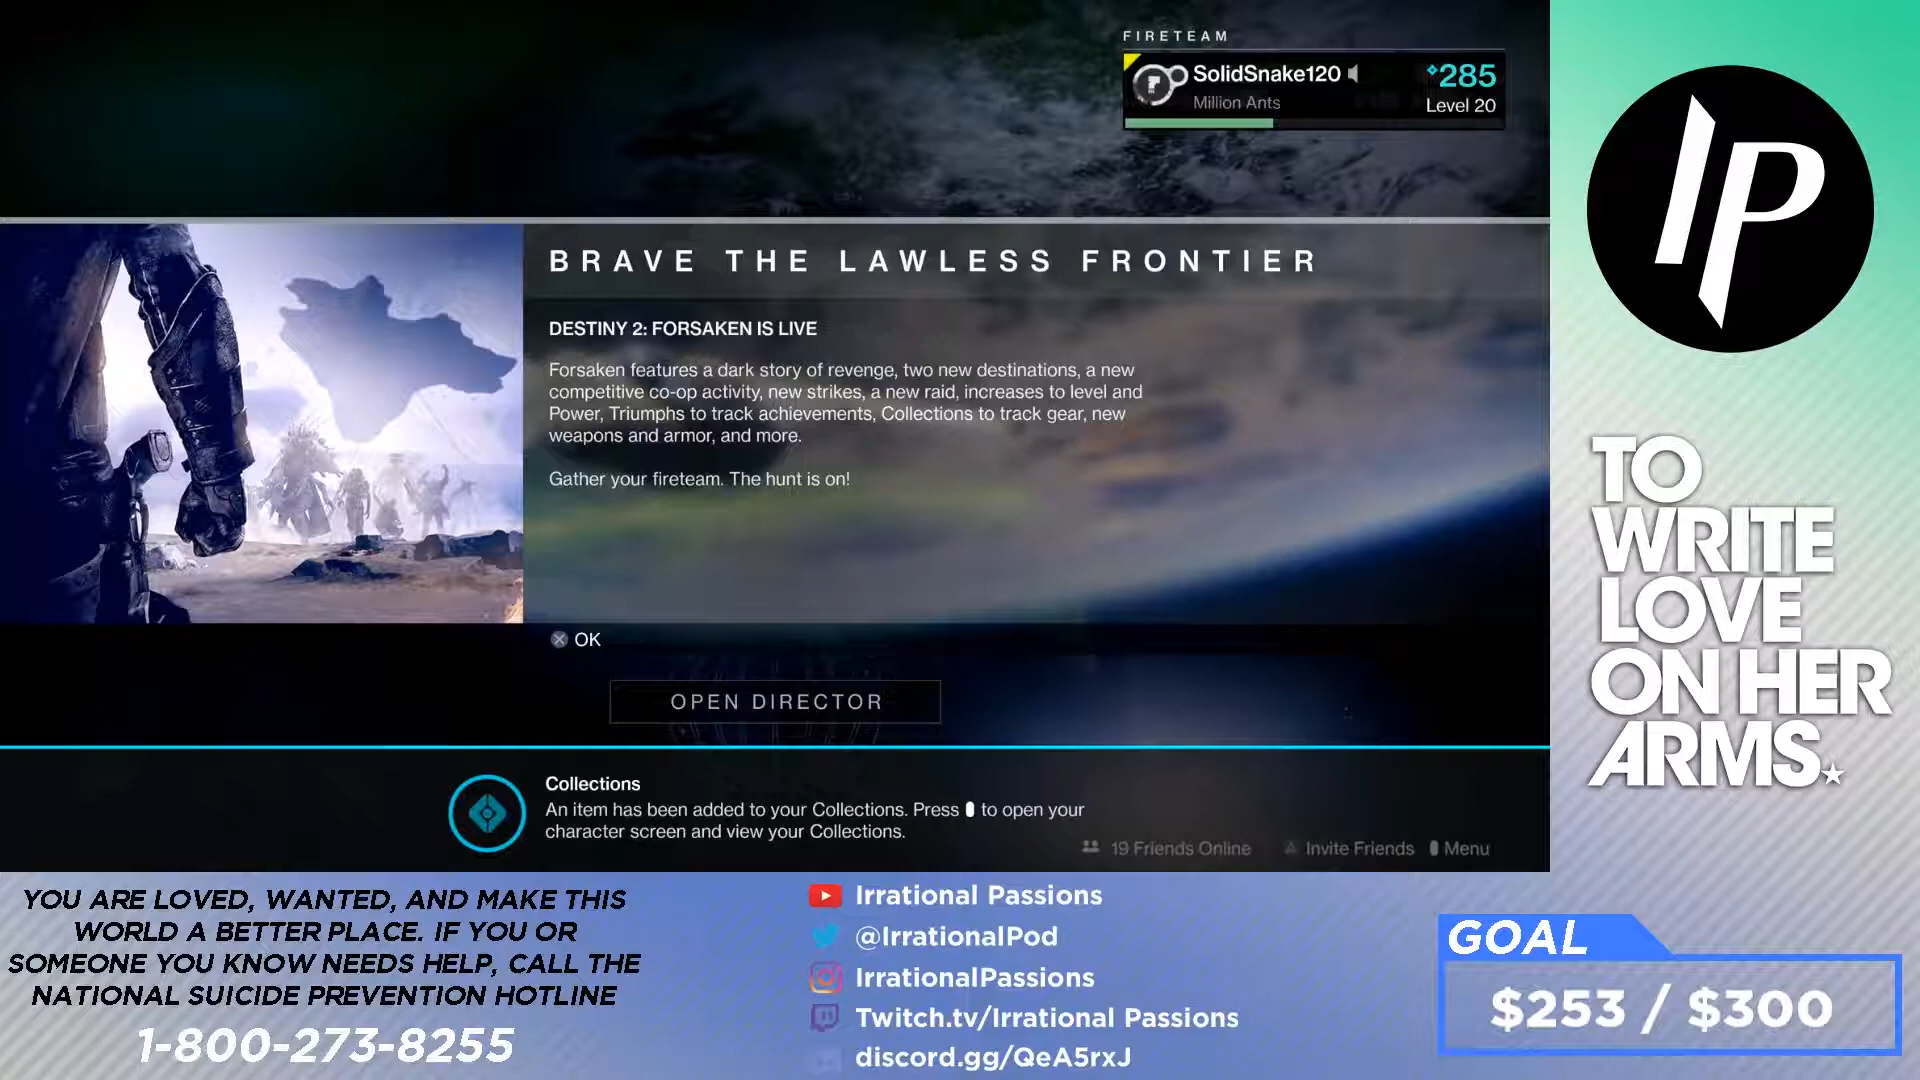 FIRETEAM
SolidSnake120
Million Ants
285
Level 20
BRAVE THE LAWLESS FRONTIER
DESTINY 2: FORSAKEN IS LIVE
Forsaken features a dark story of revenge, two new destinations, a new
competitive co-op activity, new strikes, a new raid, increases to level and
Power, Triumphs to track achievements, Collections to track gear, new
weapons and armor, and more.
Gather your fireteam. The hunt is on!
OK
OPEN DIRECTOR
Collections
An item has been added to your Collections. Press to open your
character screen and view your Collections.
19 Friends Online
Invite Friends
Menu
IP
TO
WRITE
LOVE
ON HER
ARMS.
YOU ARE LOVED, WANTED, AND MAKE THIS
WORLD A BETTER PLACE. IF YOU OR
SOMEONE YOU KNOW NEEDS HELP, CALL THE
NATIONAL SUICIDE PREVENTION HOTLINE
1-800-273-8255
Irrational Passions
@IrrationalPod
IrrationalPassions
Twitch.tv/Irrational Passions
discord.gg/QeA5rxJ
GOAL
$253 / $300